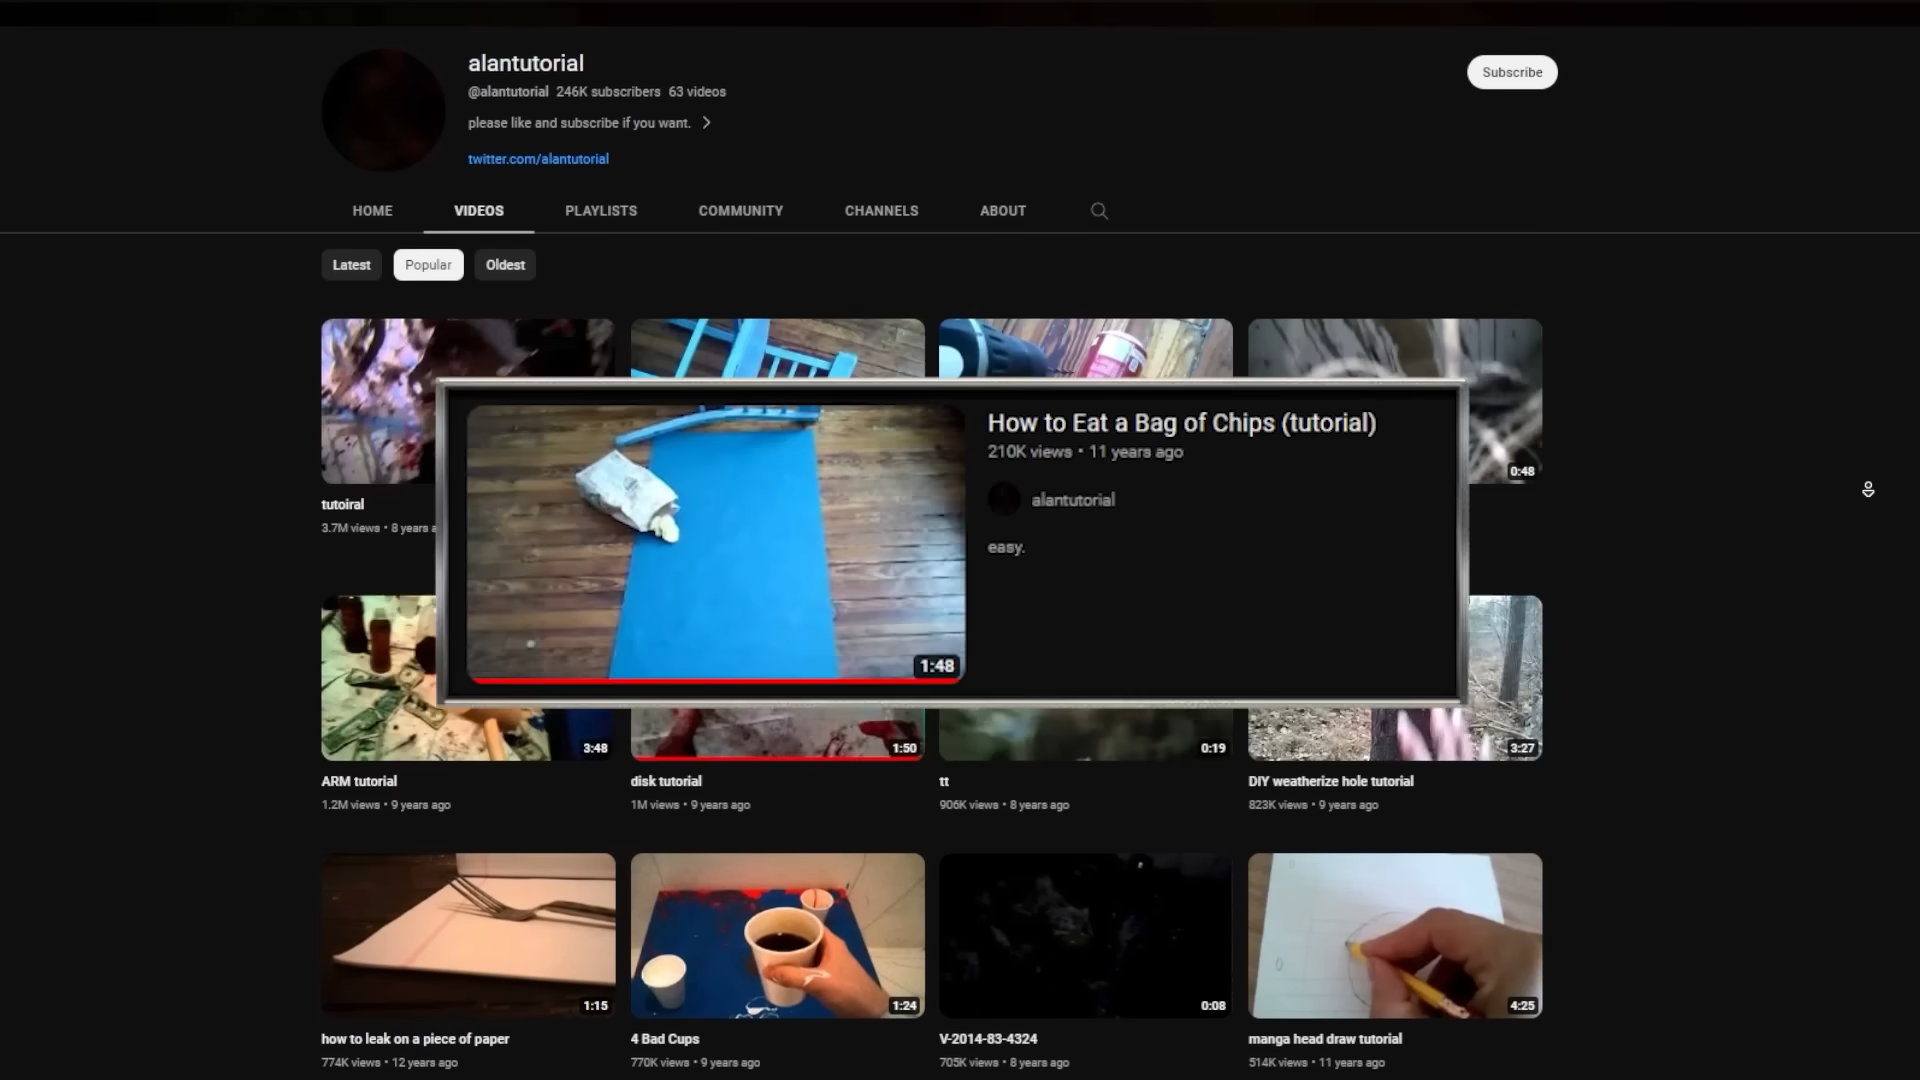 alantutorial
@alantutorial 246K subscribers 63 videos
please like and subscribe if you want.
twitter.com/alantutorial
Subscribe
HOME VIDEOS PLAYLISTS COMMUNITY CHANNELS ABOUT
Latest Popular Oldest
0:48
tutoiral
3.7M views • 8 years a
How to Eat a Bag of Chips (tutorial)
210K views • 11 years ago
alantutorial
easy.
1:48
3:48
1:50
0:19
3:27
ARM tutorial
1.2M views • 9 years ago
disk tutorial
1M views • 9 years ago
tt
906K views • 8 years ago
DIY weatherize hole tutorial
823K views • 9 years ago
1:15
1:24
0:08
4:25
how to leak on a piece of paper
774K views • 12 years ago
4 Bad Cups
770K views • 9 years ago
V-2014-83-4324
705K views • 8 years ago
manga head draw tutorial
514K views • 11 years ago